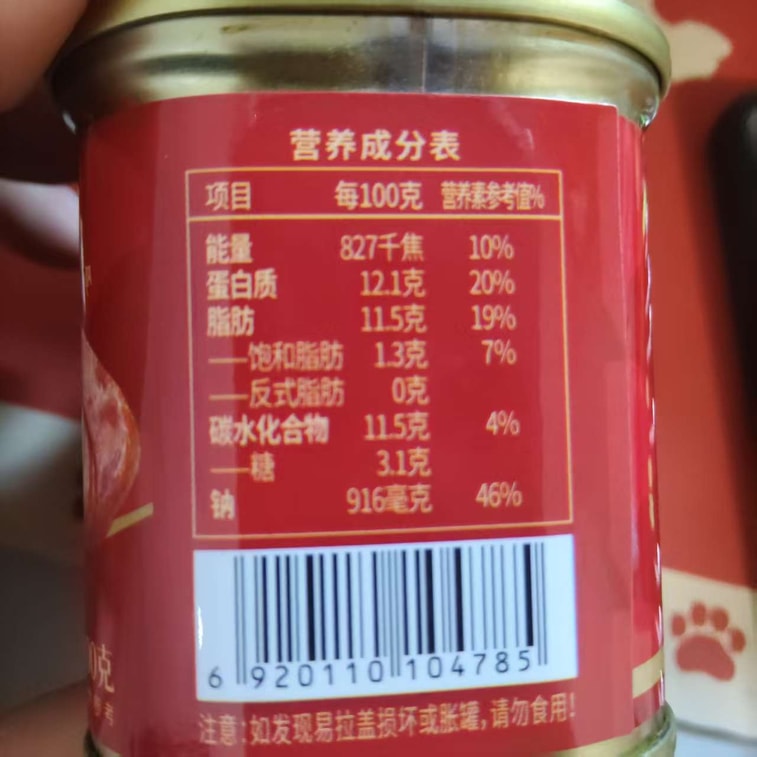 营养成分表
项目 每100克 营养素参考值%
能量 827千焦 10%
蛋白质 12.1克 20%
脂肪 11.5克 19%
——饱和脂肪 1.3克 7%
——反式脂肪 0克
碳水化合物 11.5克 4%
——糖 3.1克
钠 916毫克 46%
6 920110 104785
注意:如发现易拉盖损坏或胀罐,请勿食用!
0克
参考